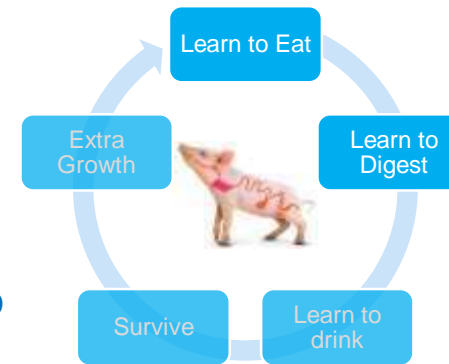 Learn to Eat
Learn to
Digest
Learn to
drink
Survive
Extra
Growth